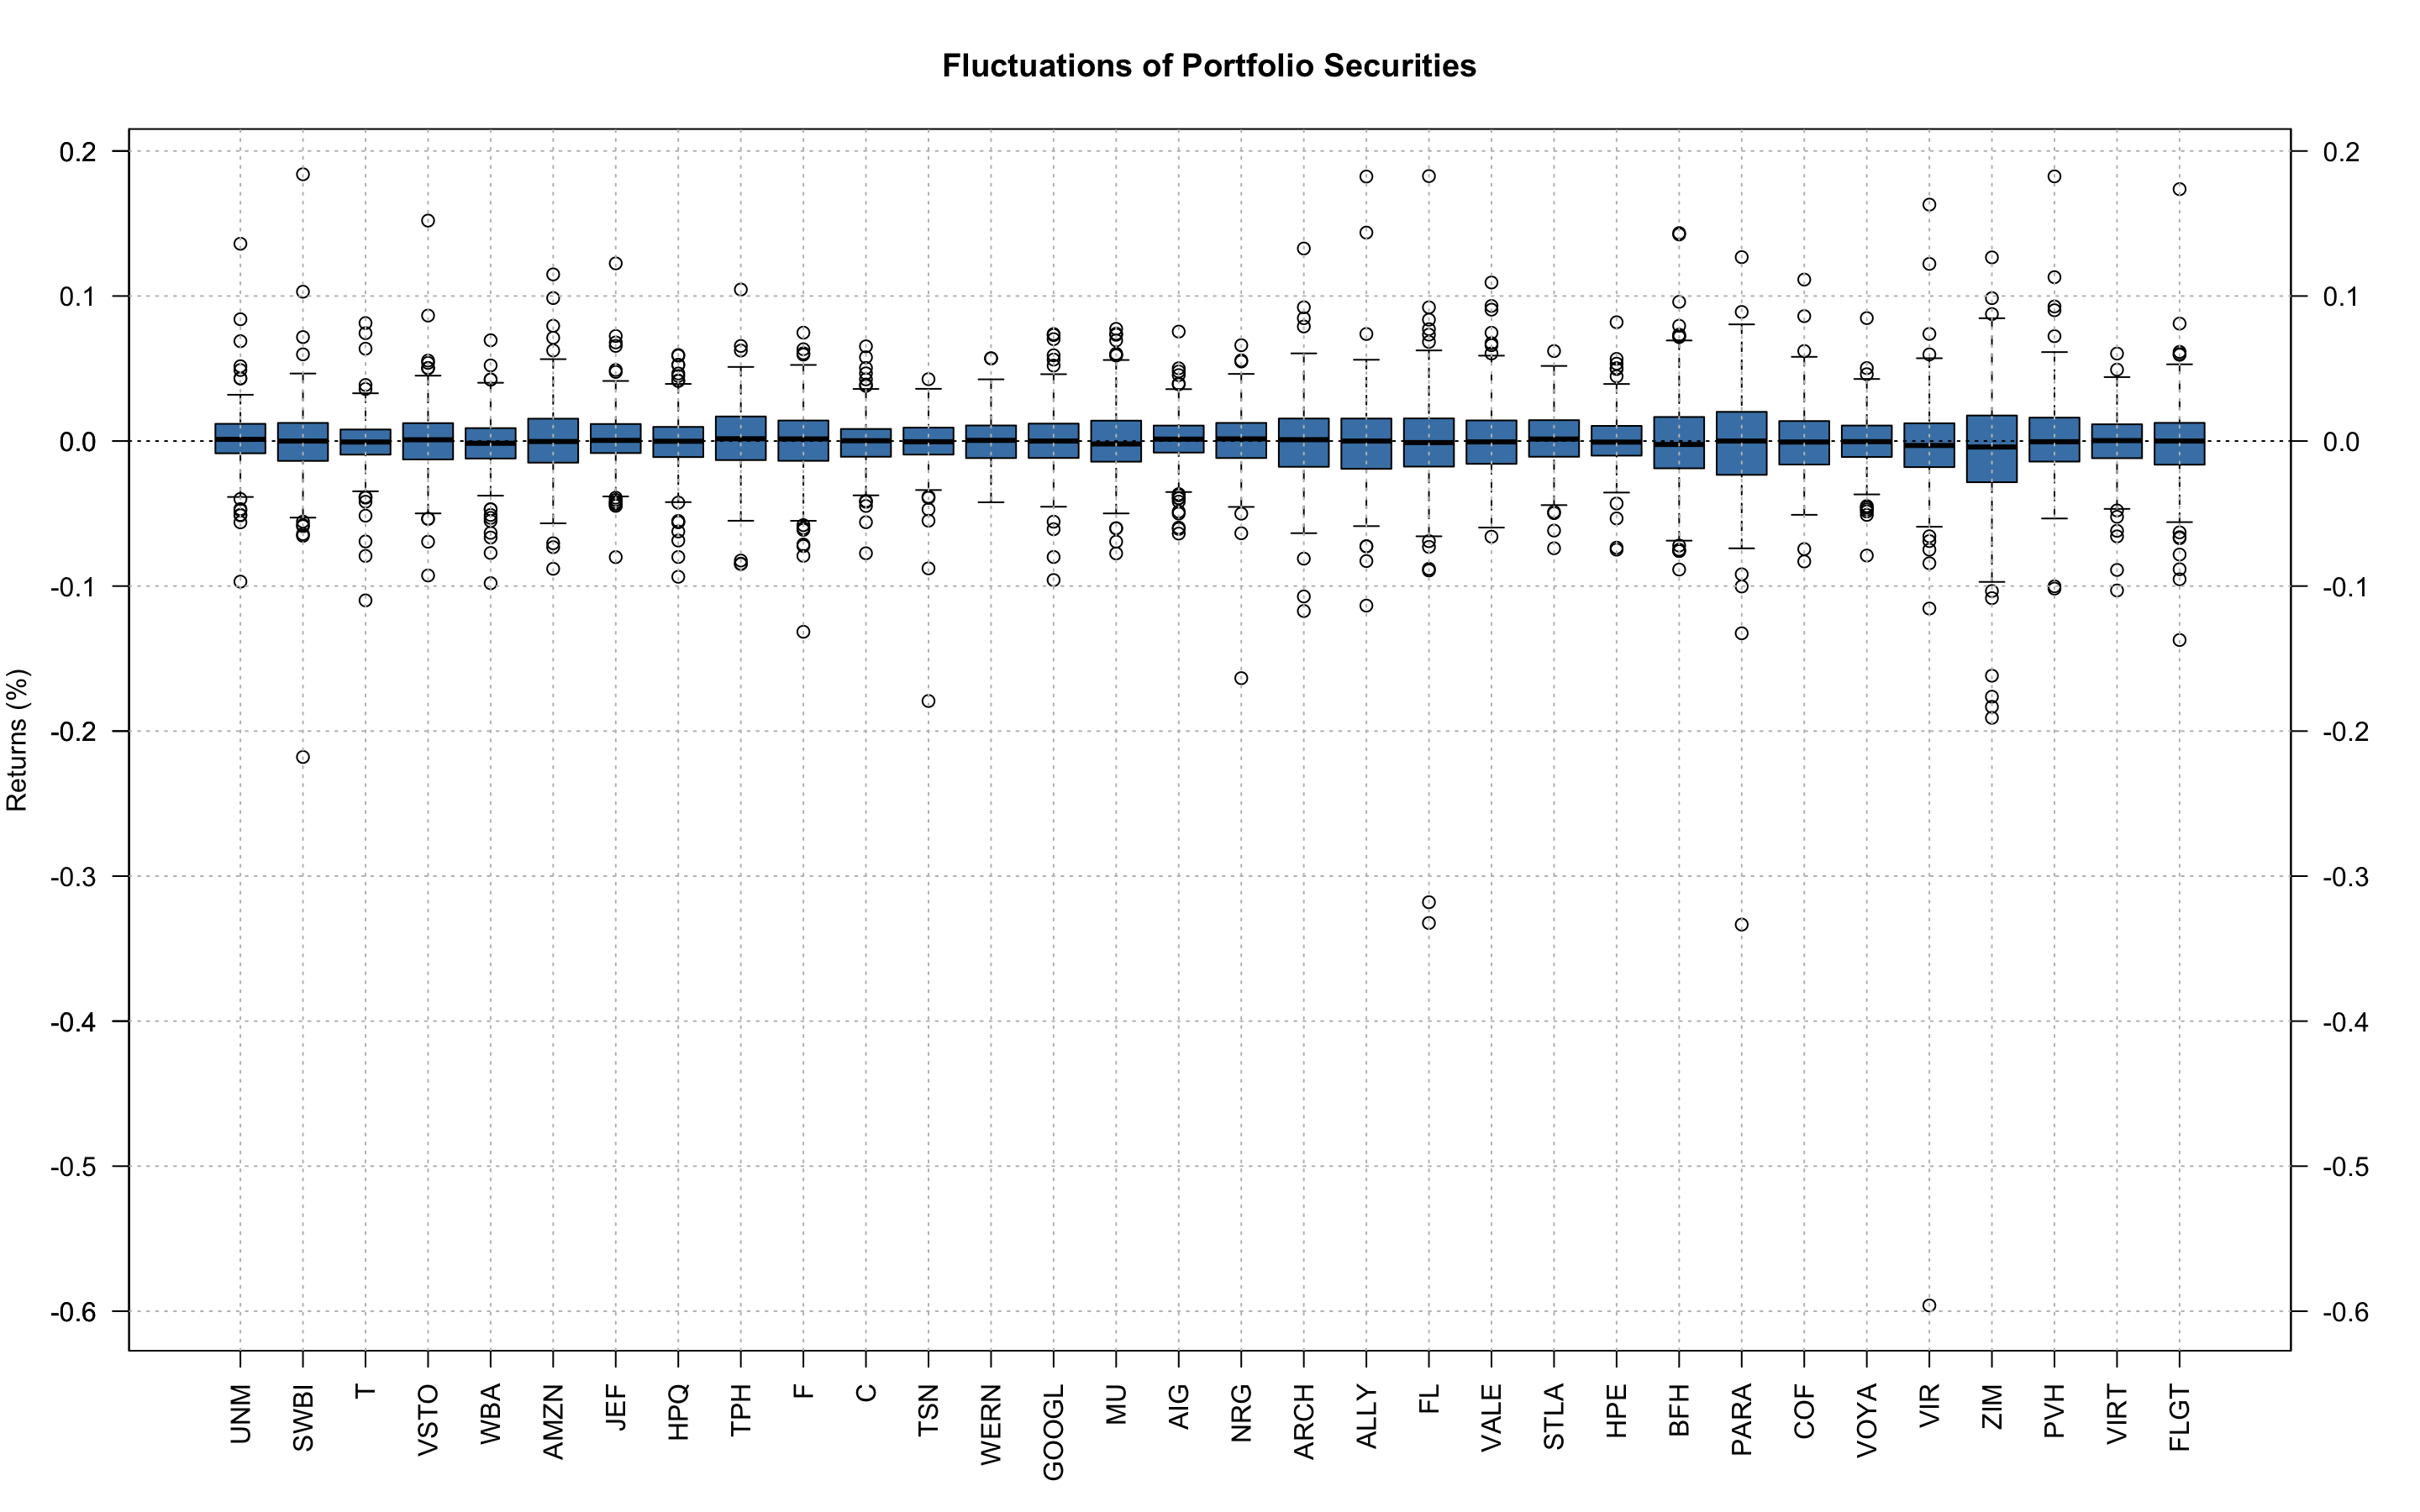 Fluctuations of Portfolio Securities
Returns (%)
0.2
0.1
0.0
-0.1
-0.2
-0.3
-0.4
-0.5
-0.6
0.2
0.1
0.0
-0.1
-0.2
-0.3
-0.4
-0.5
-0.6
UNM
SWBI
T
VSTO
WBA
AMZN
JEF
HPQ
TPH
F
C
TSN
WERN
GOOGL
MU
AIG
NRG
ARCH
ALLY
FL
VALE
STLA
HPE
BFH
PARA
COF
VOYA
VIR
ZIM
PVH
VIRT
FLGT